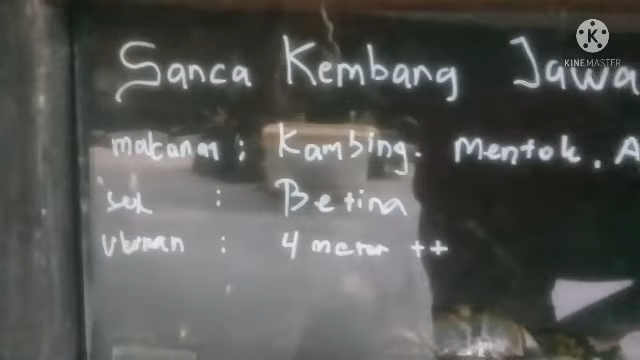 KINEMASTER
Sanca Kembang Jawa
makanan : Kambing. Mentok. A
sex : Betina
Ukuran : 4 meter ++